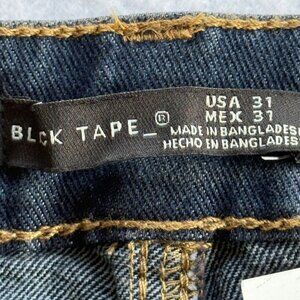 BLCK TAPE_®
USA 31
MEX 31
MADE IN BANGLADES
HECHO EN BANGLADES